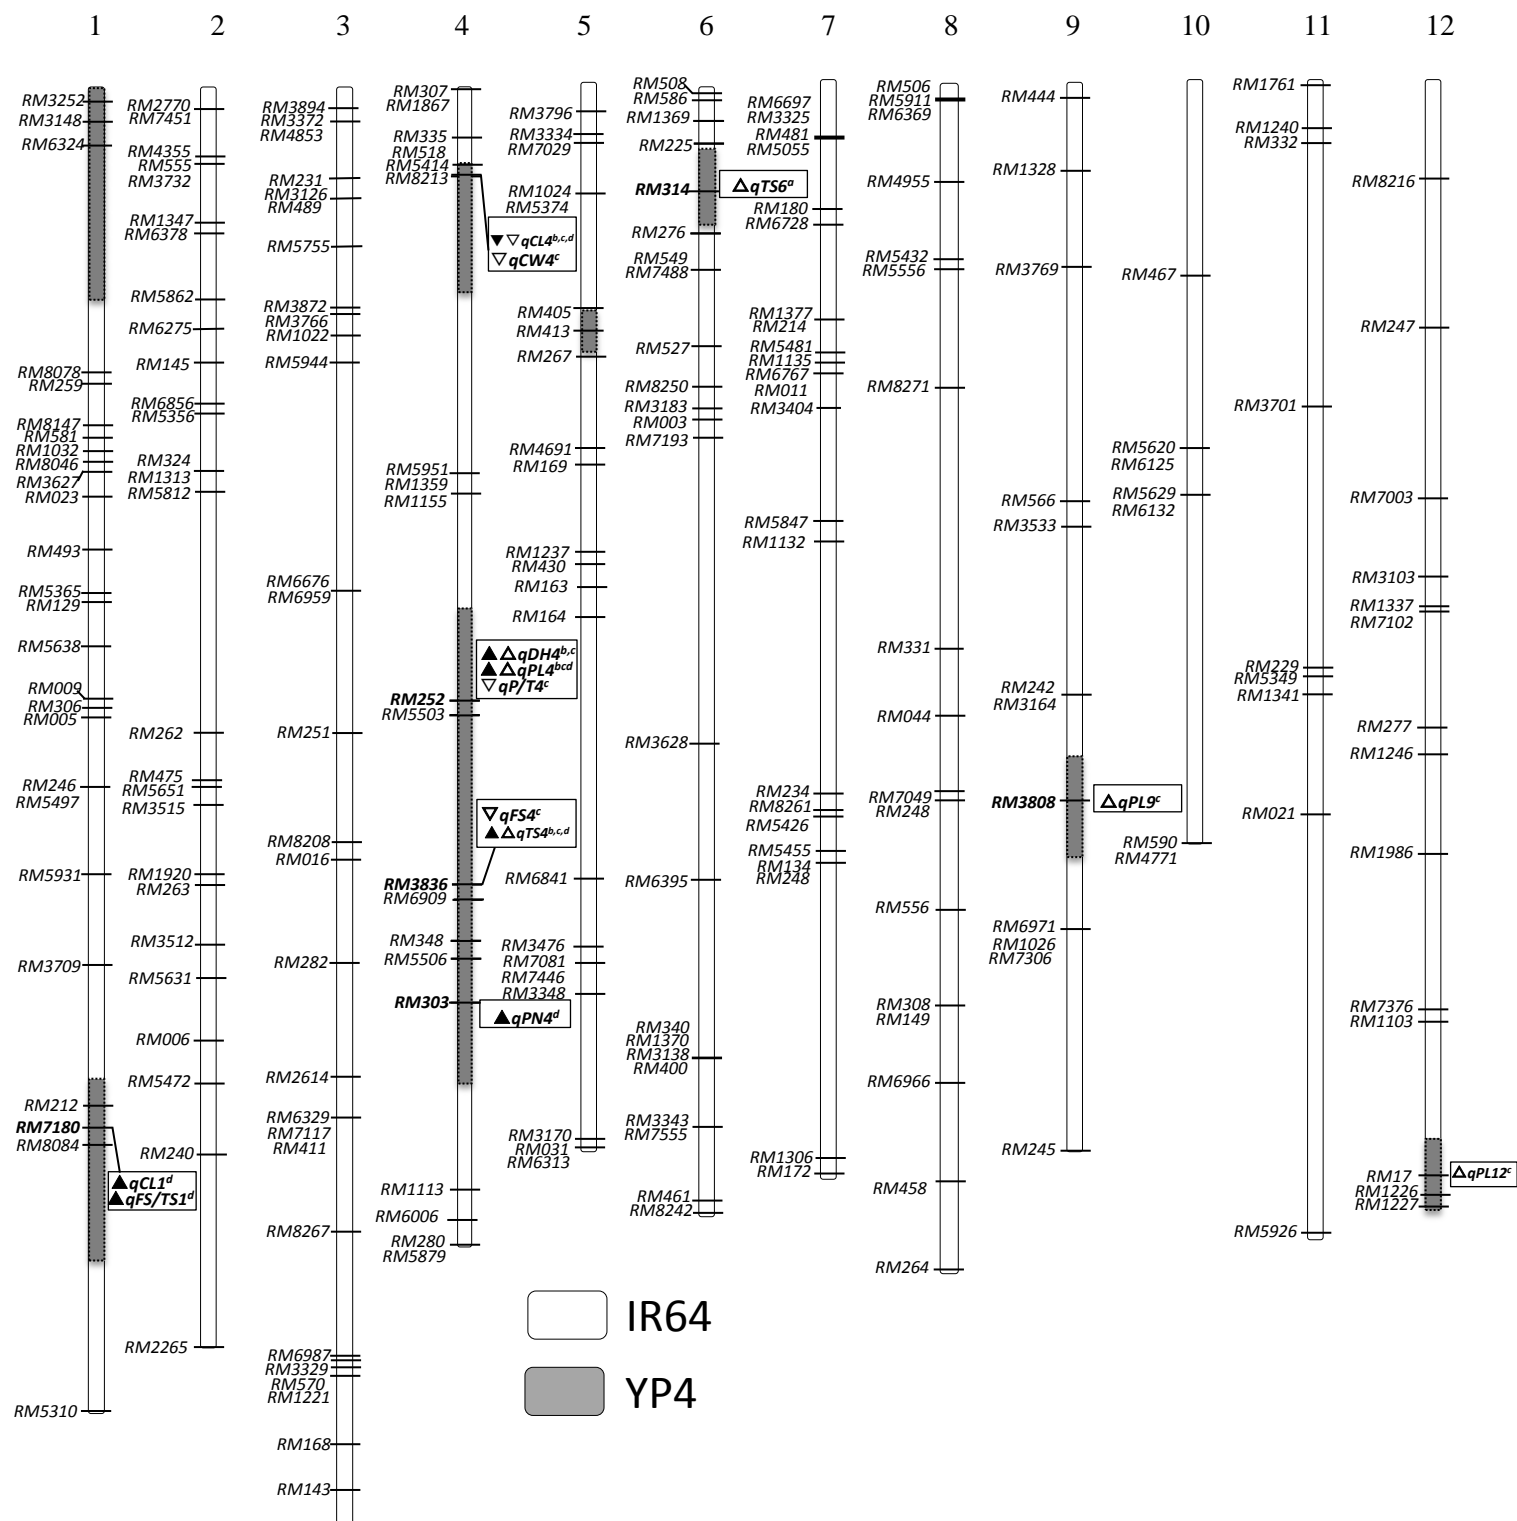 1 2 3 4 5 6 7 8 9 10 11 12
RM3252
RM3148
RM6324
RM8078
RM259
RM8147
RM581
RM1032
RM8046
RM3627
RM023
RM493
RM5365
RM129
RM5638
RM009
RM306
RM005
RM246
RM5497
RM5931
RM3709
RM212
RM7180
RM8084
▲qCL1d
▲qFS/TS1d
RM5310
RM2770
RM7451
RM4355
RM555
RM3732
RM1347
RM6378
RM5862
RM6275
RM145
RM6856
RM5356
RM324
RM1313
RM5812
RM262
RM475
RM5651
RM3515
RM1920
RM263
RM3512
RM5631
RM006
RM5472
RM240
RM2265
RM3894
RM3372
RM4853
RM231
RM3126
RM489
RM5755
RM3872
RM3766
RM1022
RM5944
RM6676
RM6959
RM251
RM8208
RM016
RM282
RM2614
RM6329
RM7117
RM411
RM8267
RM6987
RM3329
RM570
RM1221
RM168
RM143
RM307
RM1867
RM335
RM518
RM5414
RM8213
▼▽qCL4b,c,d
▽qCW4c
RM5951
RM1359
RM1155
▲△qDH4b,c
▲△qPL4bcd
▽qP/T4c
RM252
RM5503
▽qFS4c
▲△qTS4b,c,d
RM3836
RM6909
RM348
RM5506
RM303
▲qPN4d
RM1113
RM6006
RM280
RM5879
RM3796
RM3334
RM7029
RM1024
RM5374
RM405
RM413
RM267
RM4691
RM169
RM1237
RM430
RM163
RM164
RM6841
RM3476
RM7081
RM7446
RM3348
RM3170
RM031
RM6313
RM508
RM586
RM1369
RM225
RM314
△qTS6a
RM276
RM549
RM7488
RM527
RM8250
RM3183
RM003
RM7193
RM3628
RM6395
RM340
RM1370
RM3138
RM400
RM3343
RM7555
RM461
RM8242
RM6697
RM3325
RM481
RM5055
RM180
RM6728
RM1377
RM214
RM5481
RM1135
RM6767
RM011
RM3404
RM5847
RM1132
RM234
RM8261
RM5426
RM5455
RM134
RM248
RM1306
RM172
RM506
RM5911
RM6369
RM4955
RM5432
RM5556
RM8271
RM331
RM044
RM7049
RM248
RM556
RM308
RM149
RM6966
RM458
RM264
RM444
RM1328
RM3769
RM566
RM3533
RM242
RM3164
RM3808
△qPL9c
RM6971
RM1026
RM7306
RM245
RM467
RM5620
RM6125
RM5629
RM6132
RM590
RM4771
RM1761
RM1240
RM332
RM3701
RM229
RM5349
RM1341
RM021
RM5926
RM8216
RM247
RM7003
RM3103
RM1337
RM7102
RM277
RM1246
RM1986
RM7376
RM1103
RM17
△qPL12c
RM1226
RM1227
IR64
YP4